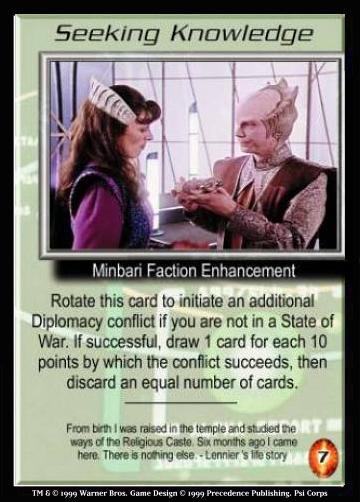 Seeking Knowledge
Minbari Faction Enhancement
Rotate this card to initiate an additional
Diplomacy conflict if you are not in a State of
War. If successful, draw 1 card for each 10
points by which the conflict succeeds, then
discard an equal number of cards.
From birth I was raised in the temple and studied the
ways of the Religious Caste. Six months ago I came
here. There is nothing else. - Lennier 's life story
7
TM & © 1999 Warner Bros. Game Design © 1999 Precedence Publishing. Psi Corps